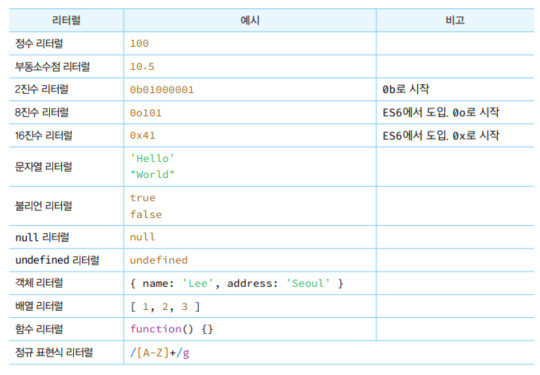 리터럴 예시 비고
정수 리터럴 100
부동소수점 리터럴 10.5
2진수 리터럴 0b01000001 0b로 시작
8진수 리터럴 0o101 ES6에서 도입. 0o로 시작
16진수 리터럴 0x41 ES6에서 도입. 0x로 시작
문자열 리터럴 'Hello'
"World"
불리언 리터럴 true
false
null 리터럴 null
undefined 리터럴 undefined
객체 리터럴 { name: 'Lee', address: 'Seoul' }
배열 리터럴 [ 1, 2, 3 ]
함수 리터럴 function() {}
정규 표현식 리터럴 /[A-Z]+/g